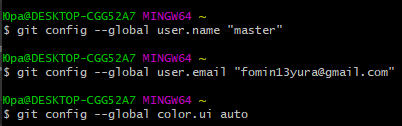 Юра@DESKTOP-CGG52A7 MINGW64 ~
$ git config --global user.name "master"
Юра@DESKTOP-CGG52A7 MINGW64 ~
$ git config --global user.email "fomin13yura@gmail.com"
Юра@DESKTOP-CGG52A7 MINGW64 ~
$ git config --global color.ui auto